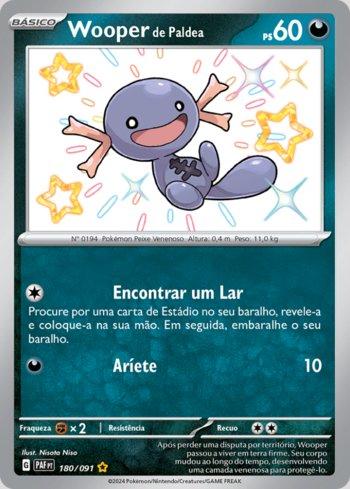 BÁSICO
Wooper de Paldea
PS60
Nº 0194 Pokémon Peixe Venenoso Altura: 0,4 m Peso: 11,0 kg
Encontrar um Lar
Procure por uma carta de Estádio no seu baralho, revele-a
e coloque-a na sua mão. Em seguida, embaralhe o seu
baralho.
Aríete 10
Fraqueza ×2 Resistência Recuo
Ilust. Nisota Niso
G PAF PT 180/091
Após perder uma disputa por território, Wooper
passou a viver em terra firme. Seu corpo
mudou ao longo do tempo, desenvolvendo
uma camada venenosa para protegê-lo.
©2024 Pokémon/Nintendo/Creatures/GAME FREAK